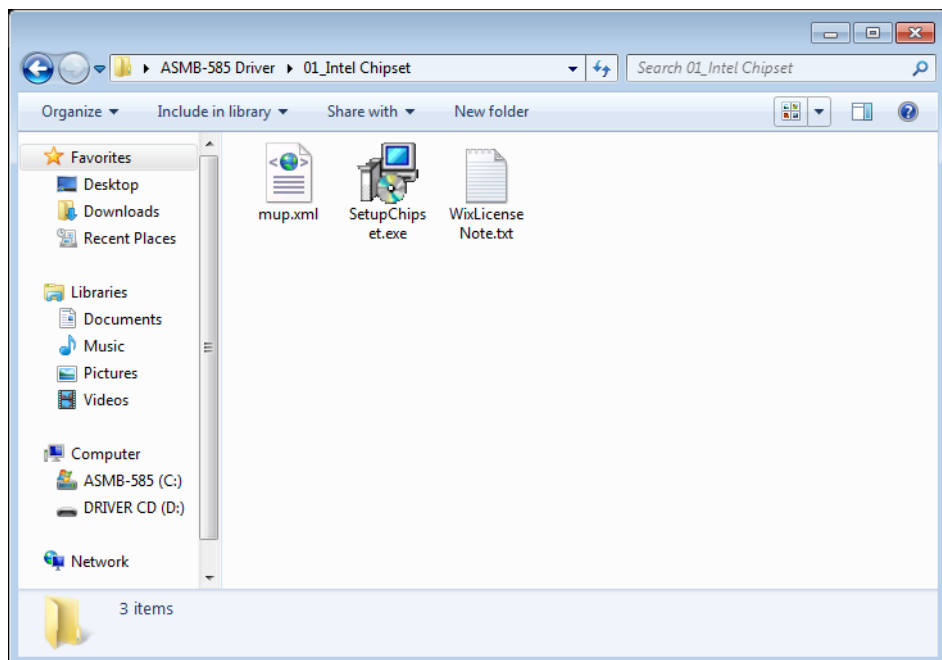 ASMB-585 Driver 01_Intel Chipset
Search 01_Intel Chipset
Organize Include in library Share with New folder
Favorites
Desktop
Downloads
Recent Places
Libraries
Documents
Music
Pictures
Videos
Computer
ASMB-585 (C:)
DRIVER CD (D:)
Network
mup.xml
SetupChips
et.exe
WixLicense
Note.txt
3 items